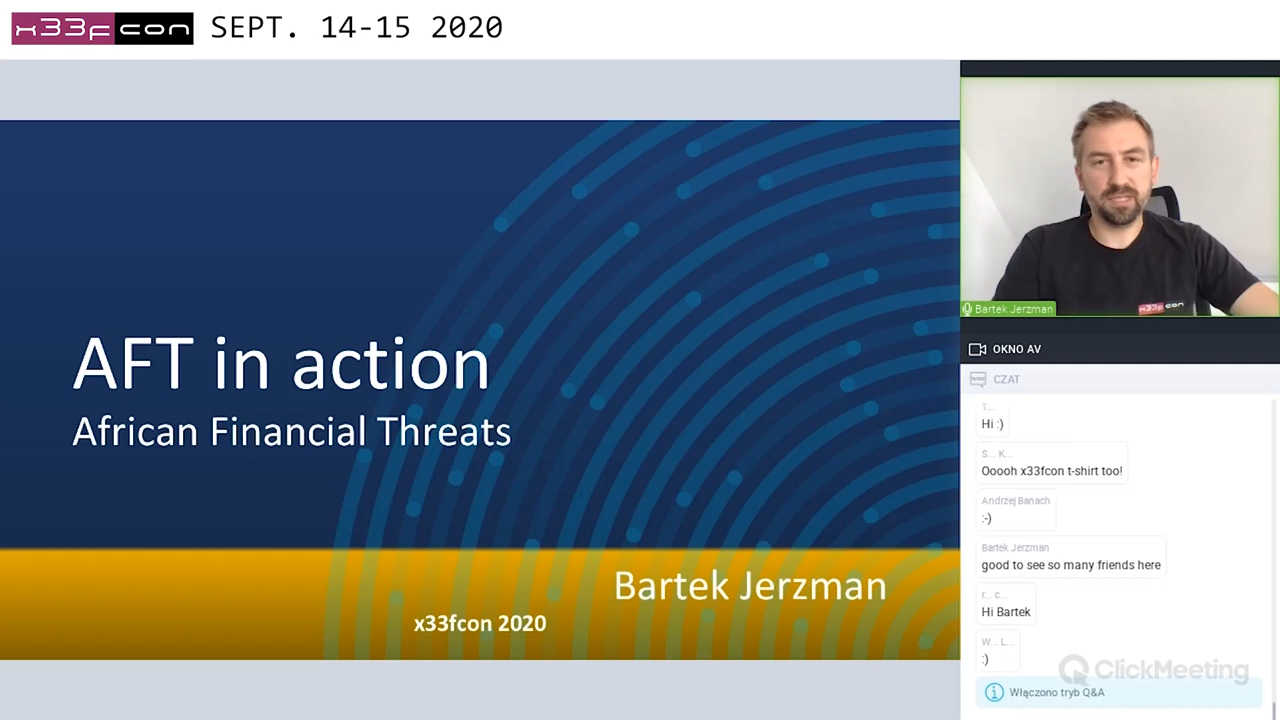 x33fcon SEPT. 14-15 2020
AFT in action
African Financial Threats
Bartek Jerzman
x33fcon 2020
Bartek Jerzman
x33fcon
OKNO AV
CZAT
T...
Hi :)
S... K...
Ooooh x33fcon t-shirt too!
Andrzej Banach
:-)
Bartek Jerzman
good to see so many friends here
r... c...
Hi Bartek
W... L...
:)
ClickMeeting
Włączono tryb Q&A